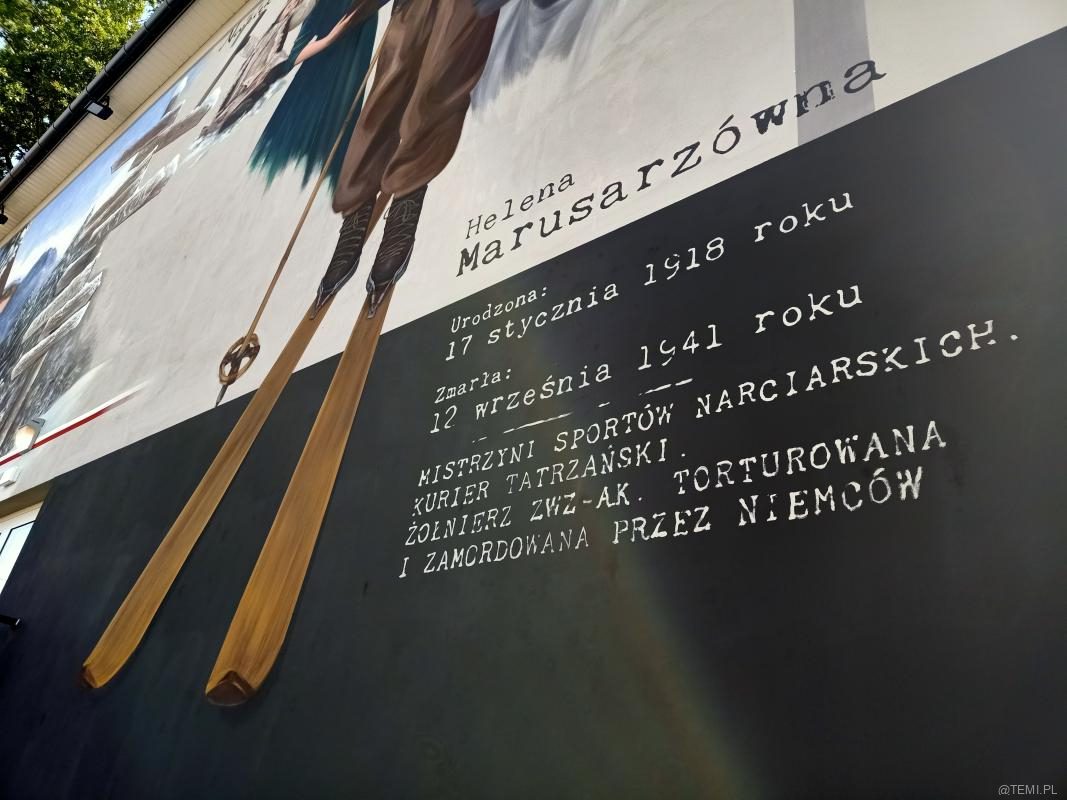 Helena
Marusarzówna
Urodzona:
17 stycznia 1918 roku
Zmarła:
12 września 1941 roku
MISTRZYNI SPORTÓW NARCIARSKICH.
KURIER TATRZAŃSKI.
ŻOŁNIERZ ZWZ-AK. TORTUROWANA
I ZAMORDOWANA PRZEZ NIEMCÓW
@TEMI.PL